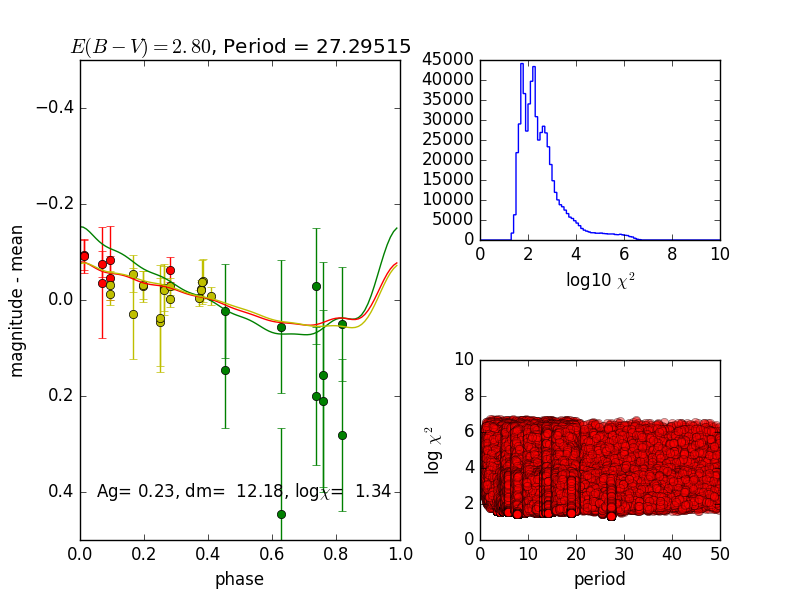 E(B − V) = 2.80, Period = 27.29515
−0.4
−0.2
0.0
0.2
0.4
magnitude - mean
Ag= 0.23, dm= 12.18, logχ= 1.34
0.0 0.2 0.4 0.6 0.8 1.0
phase
45000
40000
35000
30000
25000
20000
15000
10000
5000
0
0 2 4 6 8 10
log10 χ²
10
8
6
4
2
0
log χ²
0 10 20 30 40 50
period